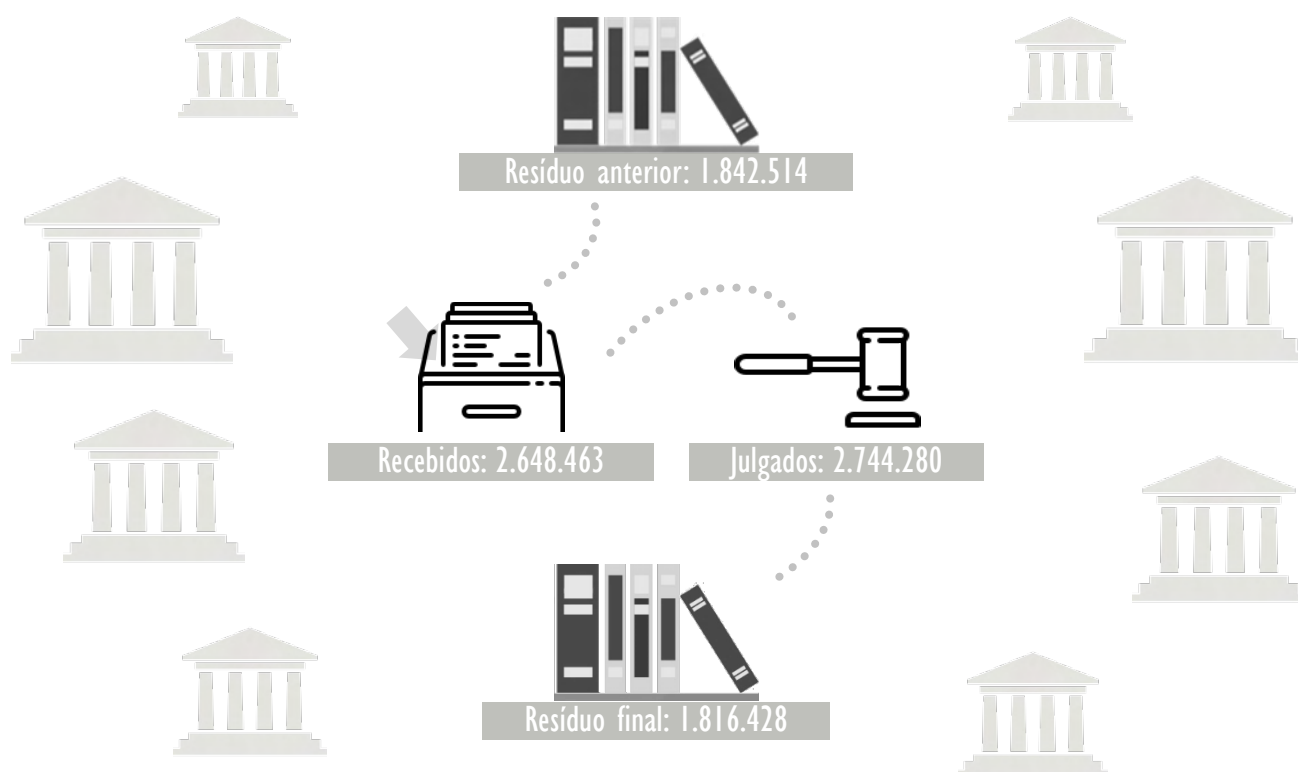 Resíduo anterior: 1.842.514
Recebidos: 2.648.463
Julgados: 2.744.280
Resíduo final: 1.816.428